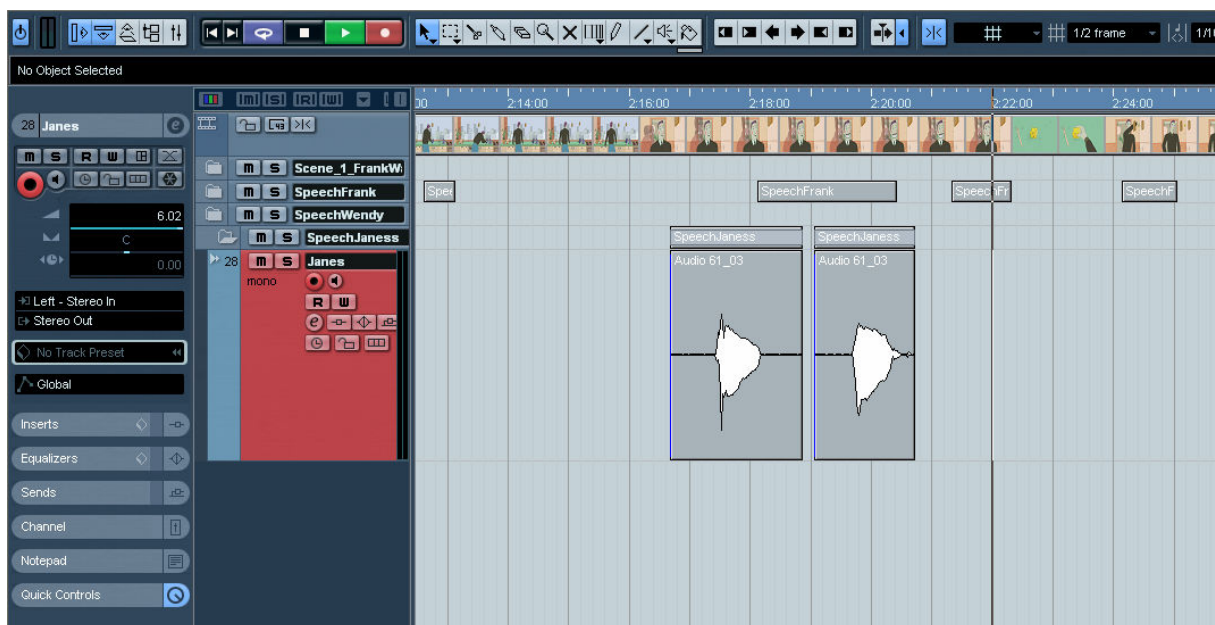 1/2 frame
No Object Selected
2:14:00 2:16:00 2:18:00 2:20:00 2:22:00 2:24:00
28 Janes e
m S R W
6.02
C
0.00
Left - Stereo In
Stereo Out
No Track Preset
Global
Inserts
Equalizers
Sends
Channel
Notepad
Quick Controls
[m] [S] [R] [W]
m S Scene_1_FrankW
m S SpeechFrank
m S SpeechWendy
m S SpeechJaness
28 m S Janes
mono
R W
e
SpeechFrank
SpeechJaness SpeechJaness
Audio 61_03 Audio 61_03